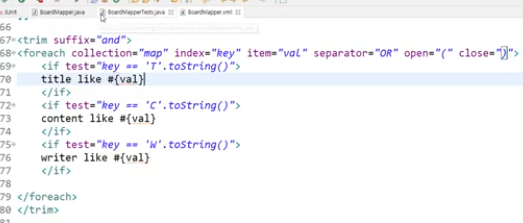 JUnit BoardMapper.java BoardMapperTests.java BoardMapper.xml
66
67 <trim suffix="and">
68 <foreach collection="map" index="key" item="val" separator="OR" open="(" close=")">
69 <if test="key == 'T'.toString()">
70 title like #{val}
71 </if>
72 <if test="key == 'C'.toString()">
73 content like #{val}
74 </if>
75 <if test="key == 'W'.toString()">
76 writer like #{val}
77 </if>
78
79 </foreach>
80 </trim>
81